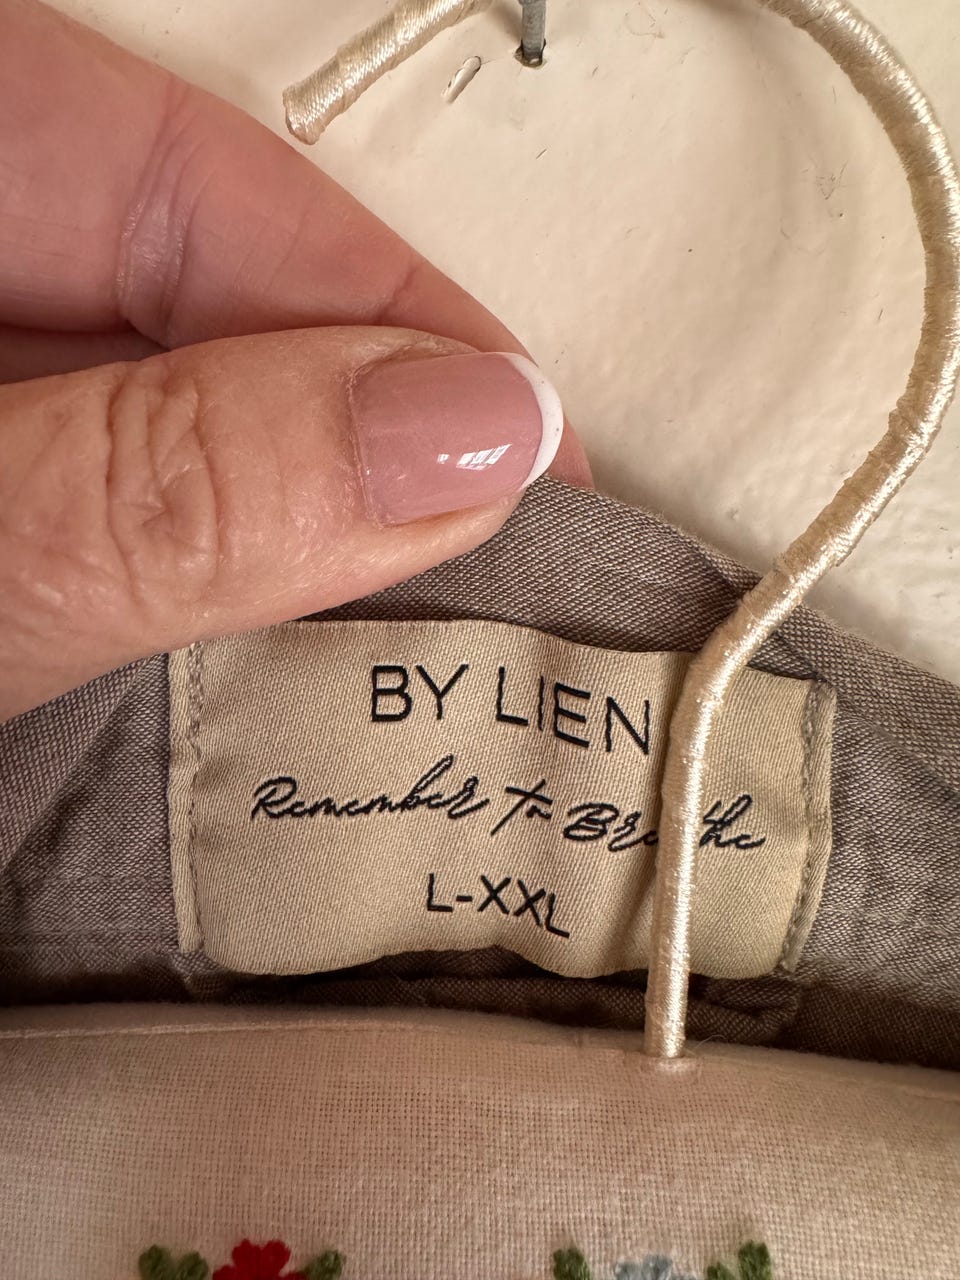 BY LIEN
Remember to Breathe
L-XXL